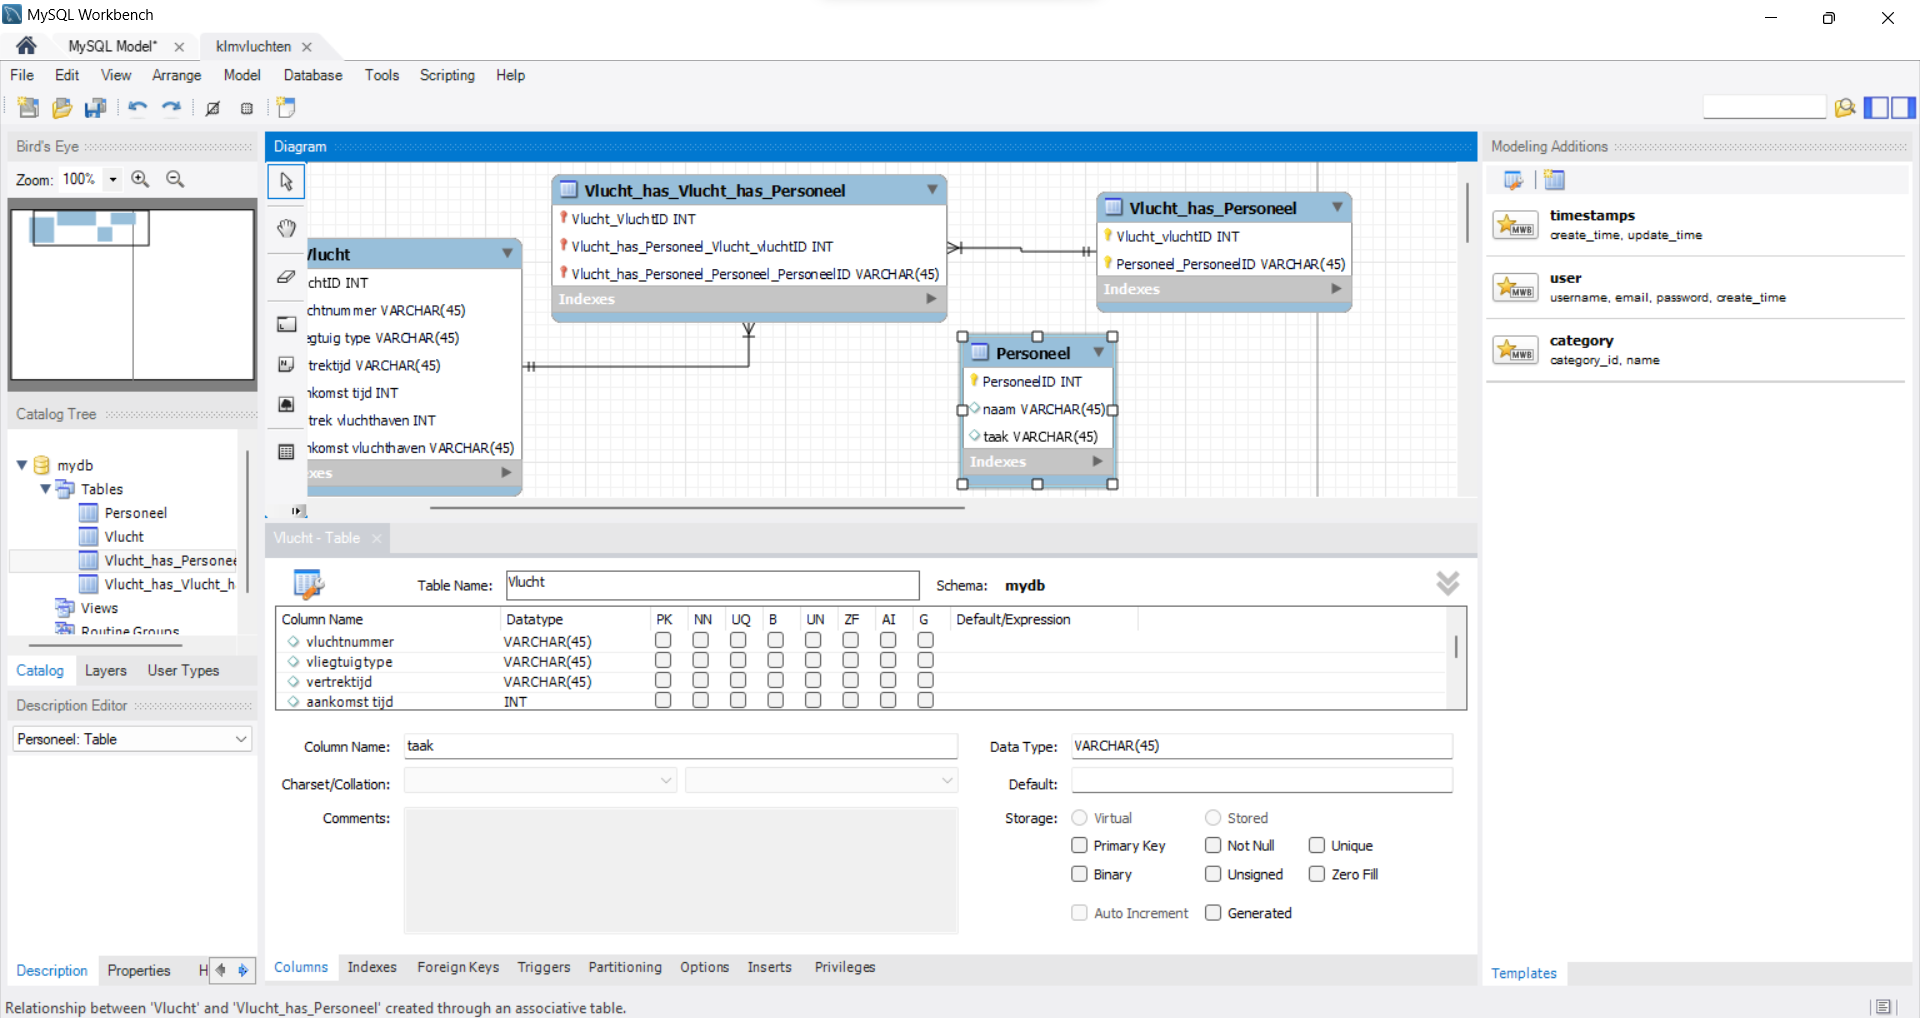 MySQL Workbench
MySQL Model*
klmvluchten
File Edit View Arrange Model Database Tools Scripting Help
Bird's Eye
Zoom: 100%
Diagram
Vlucht_has_Vlucht_has_Personeel
Vlucht_VluchtID INT
Vlucht_has_Personeel_Vlucht_vluchtID INT
Vlucht_has_Personeel_Personeel_PersoneelID VARCHAR(45)
Indexes
Vlucht_has_Personeel
Vlucht_vluchtID INT
Personeel_PersoneelID VARCHAR(45)
Indexes
Vlucht
chtID INT
chtnummer VARCHAR(45)
egtuig type VARCHAR(45)
trektijd VARCHAR(45)
nkomst tijd INT
trek vluchthaven INT
nkomst vluchthaven VARCHAR(45)
xes
Personeel
PersoneelID INT
naam VARCHAR(45)
taak VARCHAR(45)
Indexes
Modeling Additions
timestamps
create_time, update_time
user
username, email, password, create_time
category
category_id, name
Templates
Catalog Tree
mydb
Tables
Personeel
Vlucht
Vlucht_has_Personee
Vlucht_has_Vlucht_h
Views
Routine Groups
Catalog Layers User Types
Description Editor
Personeel: Table
Description Properties H
Vlucht - Table
Table Name: Vlucht
Schema: mydb
Column Name Datatype PK NN UQ B UN ZF AI G Default/Expression
vluchtnummer VARCHAR(45)
vliegtuig type VARCHAR(45)
vertrektijd VARCHAR(45)
aankomst tijd INT
Column Name: taak
Data Type: VARCHAR(45)
Charset/Collation:
Default:
Comments:
Storage: Virtual Stored
Primary Key Not Null Unique
Binary Unsigned Zero Fill
Auto Increment Generated
Columns Indexes Foreign Keys Triggers Partitioning Options Inserts Privileges
Relationship between 'Vlucht' and 'Vlucht_has_Personeel' created through an associative table.